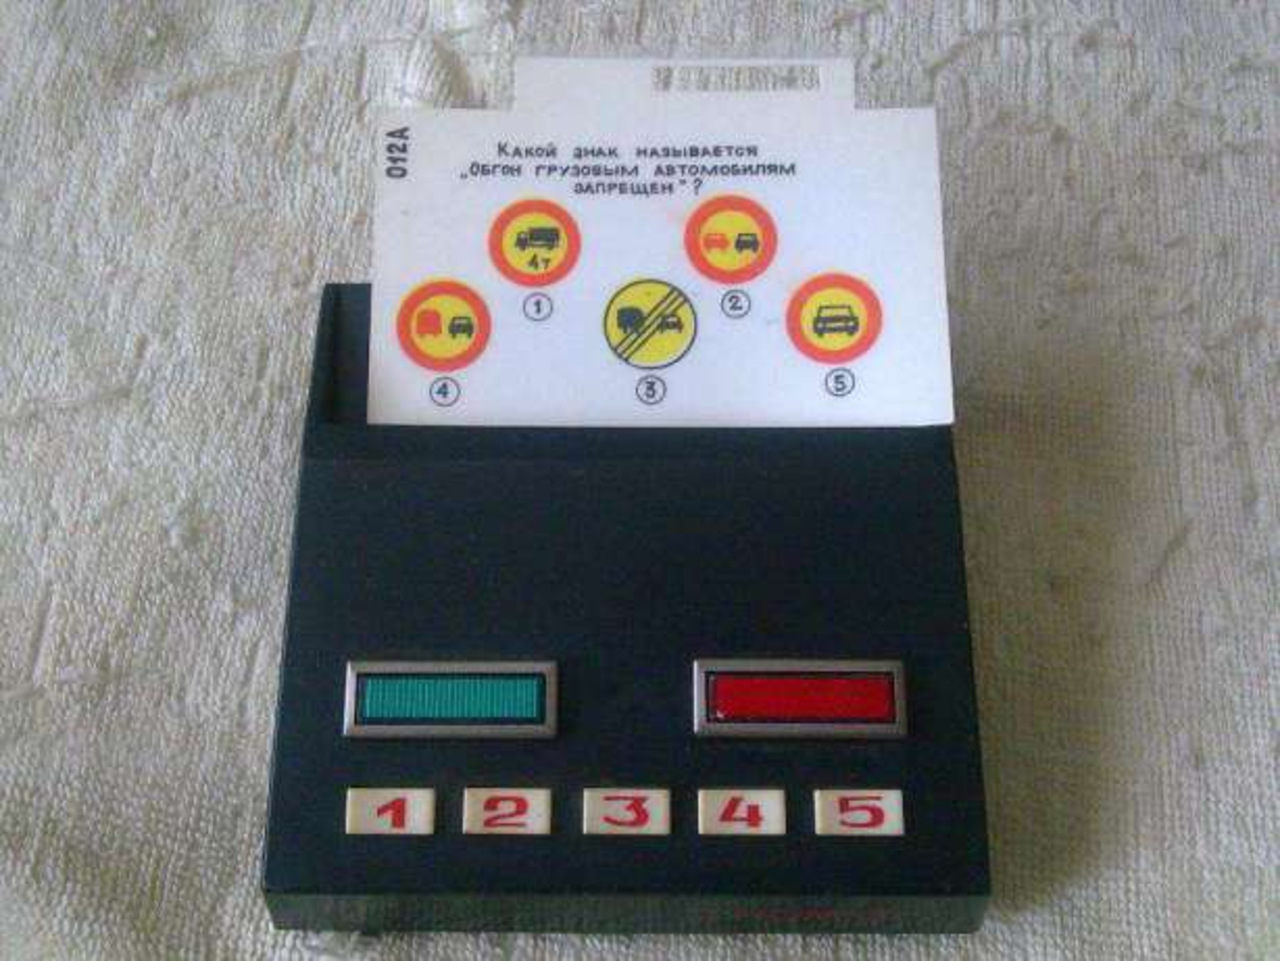 012А
Какой знак называется
„Обгон грузовым автомобилям
запрещен"?
4т
1
2
4
3
5
1 2 3 4 5